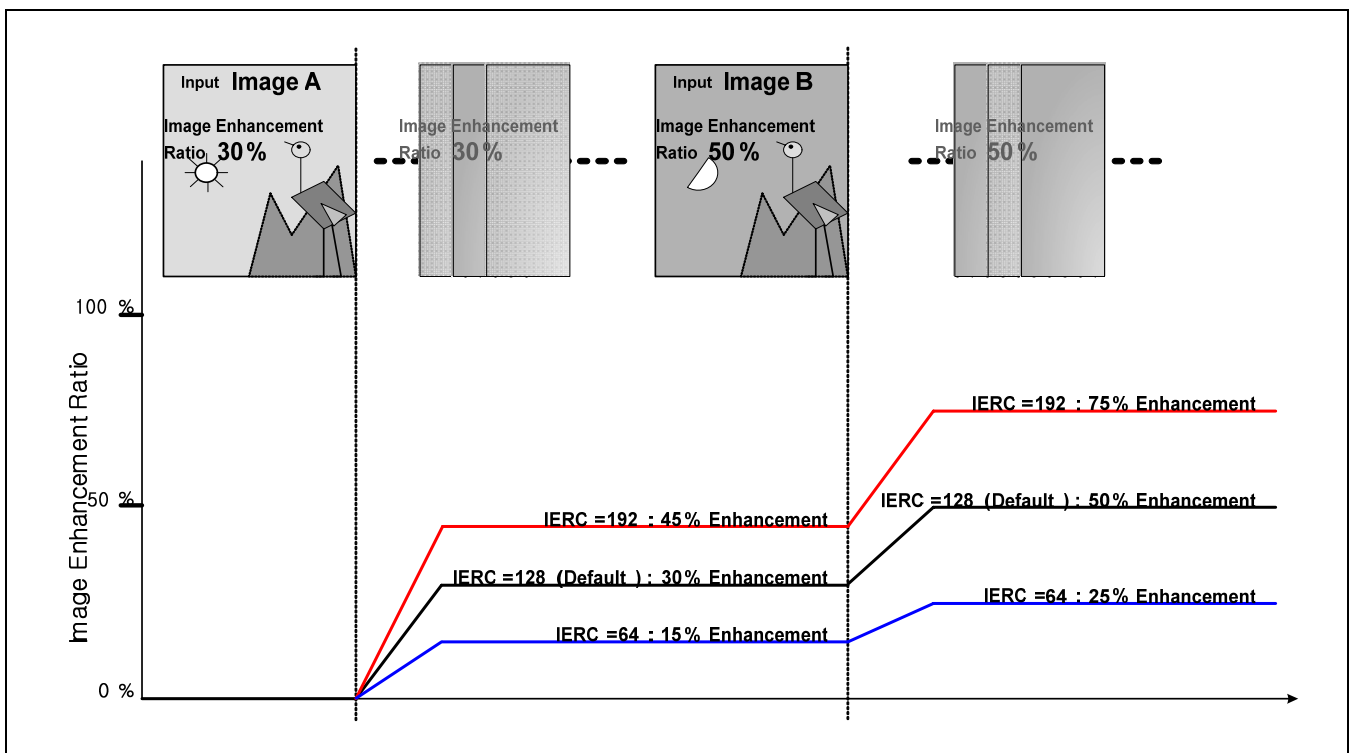 Input Image A
Image Enhancement
Ratio 30%
Image Enhancement
Ratio 30%
Input Image B
Image Enhancement
Ratio 50%
Image Enhancement
Ratio 50%
100 %
50 %
0 %
Image Enhancement Ratio
IERC =192 : 75% Enhancement
IERC =128 (Default ) : 50% Enhancement
IERC =64 : 25% Enhancement
IERC =192 : 45% Enhancement
IERC =128 (Default ) : 30% Enhancement
IERC =64 : 15% Enhancement